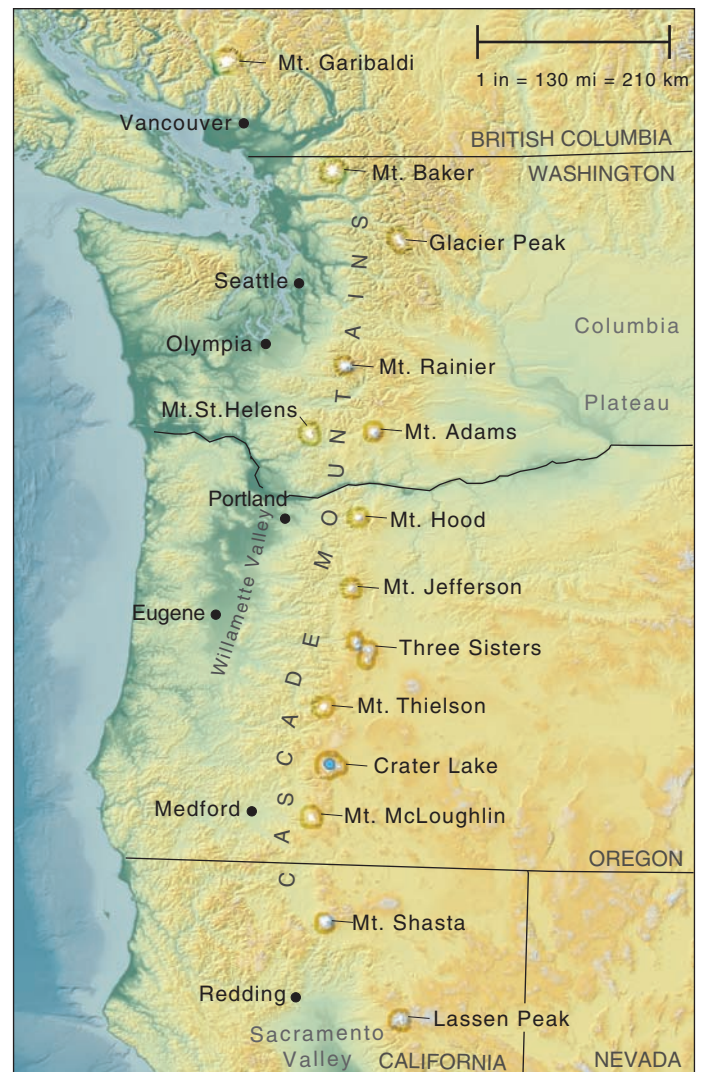 Mt. Garibaldi
1 in = 130 mi = 210 km
Vancouver
BRITISH COLUMBIA
Mt. Baker
WASHINGTON
Glacier Peak
Seattle
Columbia
Olympia
Mt. Rainier
Plateau
Mt.St.Helens
Mt. Adams
Portland
Mt. Hood
Willamette Valley
Mt. Jefferson
Eugene
Three Sisters
CASCADE MOUNTAINS
Mt. Thielson
Crater Lake
Medford
Mt. McLoughlin
OREGON
Mt. Shasta
Redding
Lassen Peak
Sacramento
Valley
CALIFORNIA
NEVADA